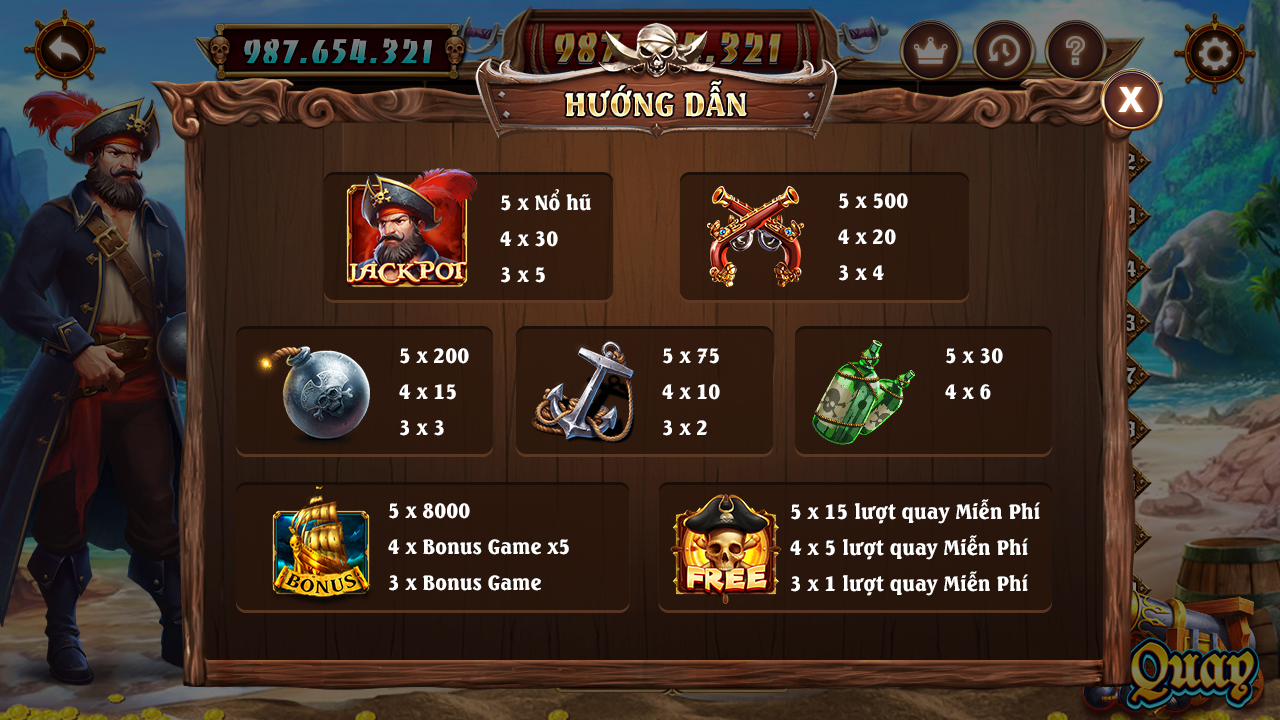 987.654.321
HƯỚNG DẪN
X
JACKPOT
5 x Nổ hũ
4 x 30
3 x 5
5 x 500
4 x 20
3 x 4
5 x 200
4 x 15
3 x 3
5 x 75
4 x 10
3 x 2
5 x 30
4 x 6
BONUS
5 x 8000
4 x Bonus Game x5
3 x Bonus Game
FREE
5 x 15 lượt quay Miễn Phí
4 x 5 lượt quay Miễn Phí
3 x 1 lượt quay Miễn Phí
Quay